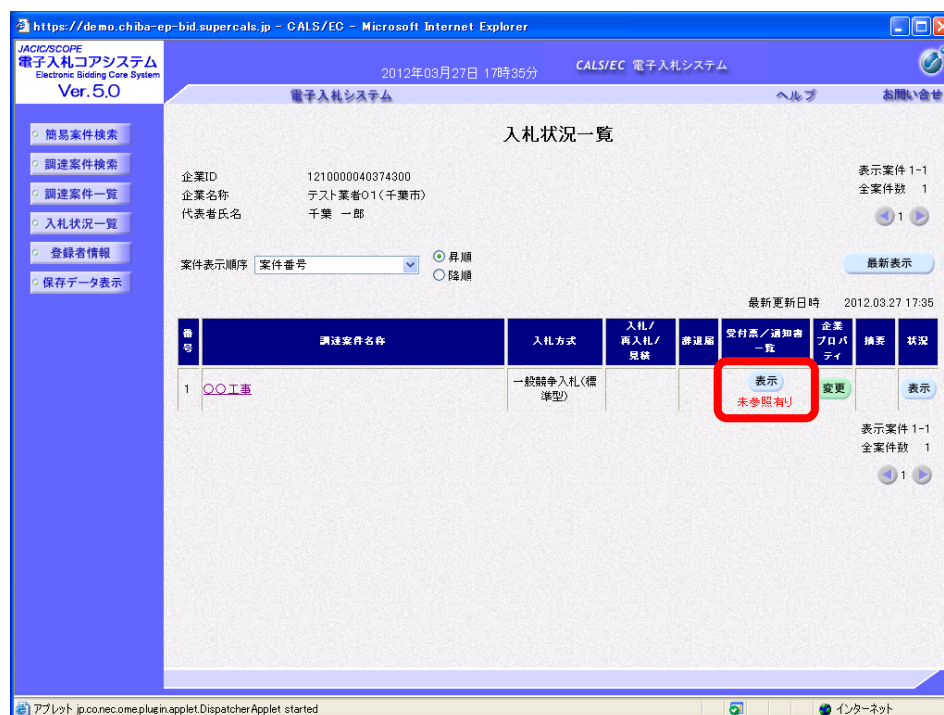 https://demo.chiba-ep-bid.supercals.jp - CALS/EC - Microsoft Internet Explorer
JACIC/SCOPE
電子入札コアシステム
Electronic Bidding Core System
Ver.5.0
2012年03月27日 17時35分
CALS/EC 電子入札システム
電子入札システム
ヘルプ
お問い合せ
簡易案件検索
調達案件検索
調達案件一覧
入札状況一覧
登録者情報
保存データ表示
入札状況一覧
企業ID 1210000040374300
企業名称 テスト業者01(千葉市)
代表者氏名 千葉 一郎
表示案件 1-1
全案件数 1
1
案件表示順序 案件番号
昇順
降順
最新表示
最新更新日時 2012.03.27 17:35
番号 調達案件名称 入札方式 入札/再入札/見積 辞退届 受付票/通知書一覧 企業プロパティ 摘要 状況
1 ○○工事 一般競争入札(標準型) 表示 変更 表示
未参照有り
表示案件 1-1
全案件数 1
1
アプレット jp.co.nec.ome.plugin.applet.DispatcherApplet started
インターネット